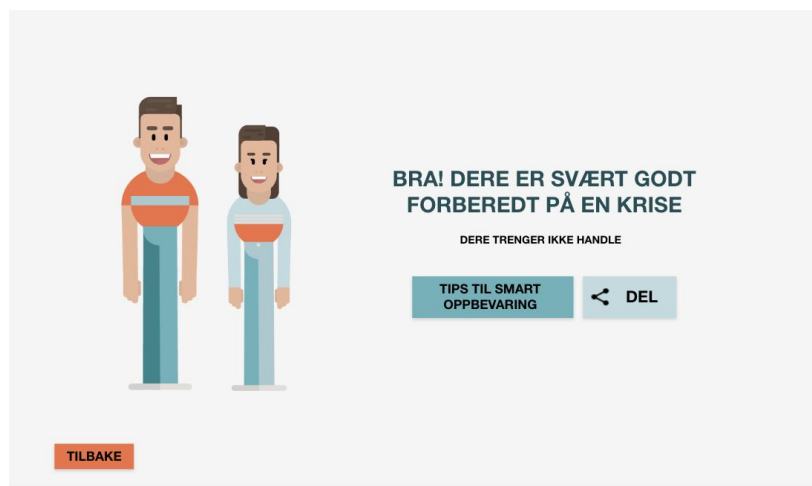 BRA! DERE ER SVÆRT GODT
FORBEREDT PÅ EN KRISE
DERE TRENGER IKKE HANDLE
TIPS TIL SMART
OPPBEVARING
DEL
TILBAKE